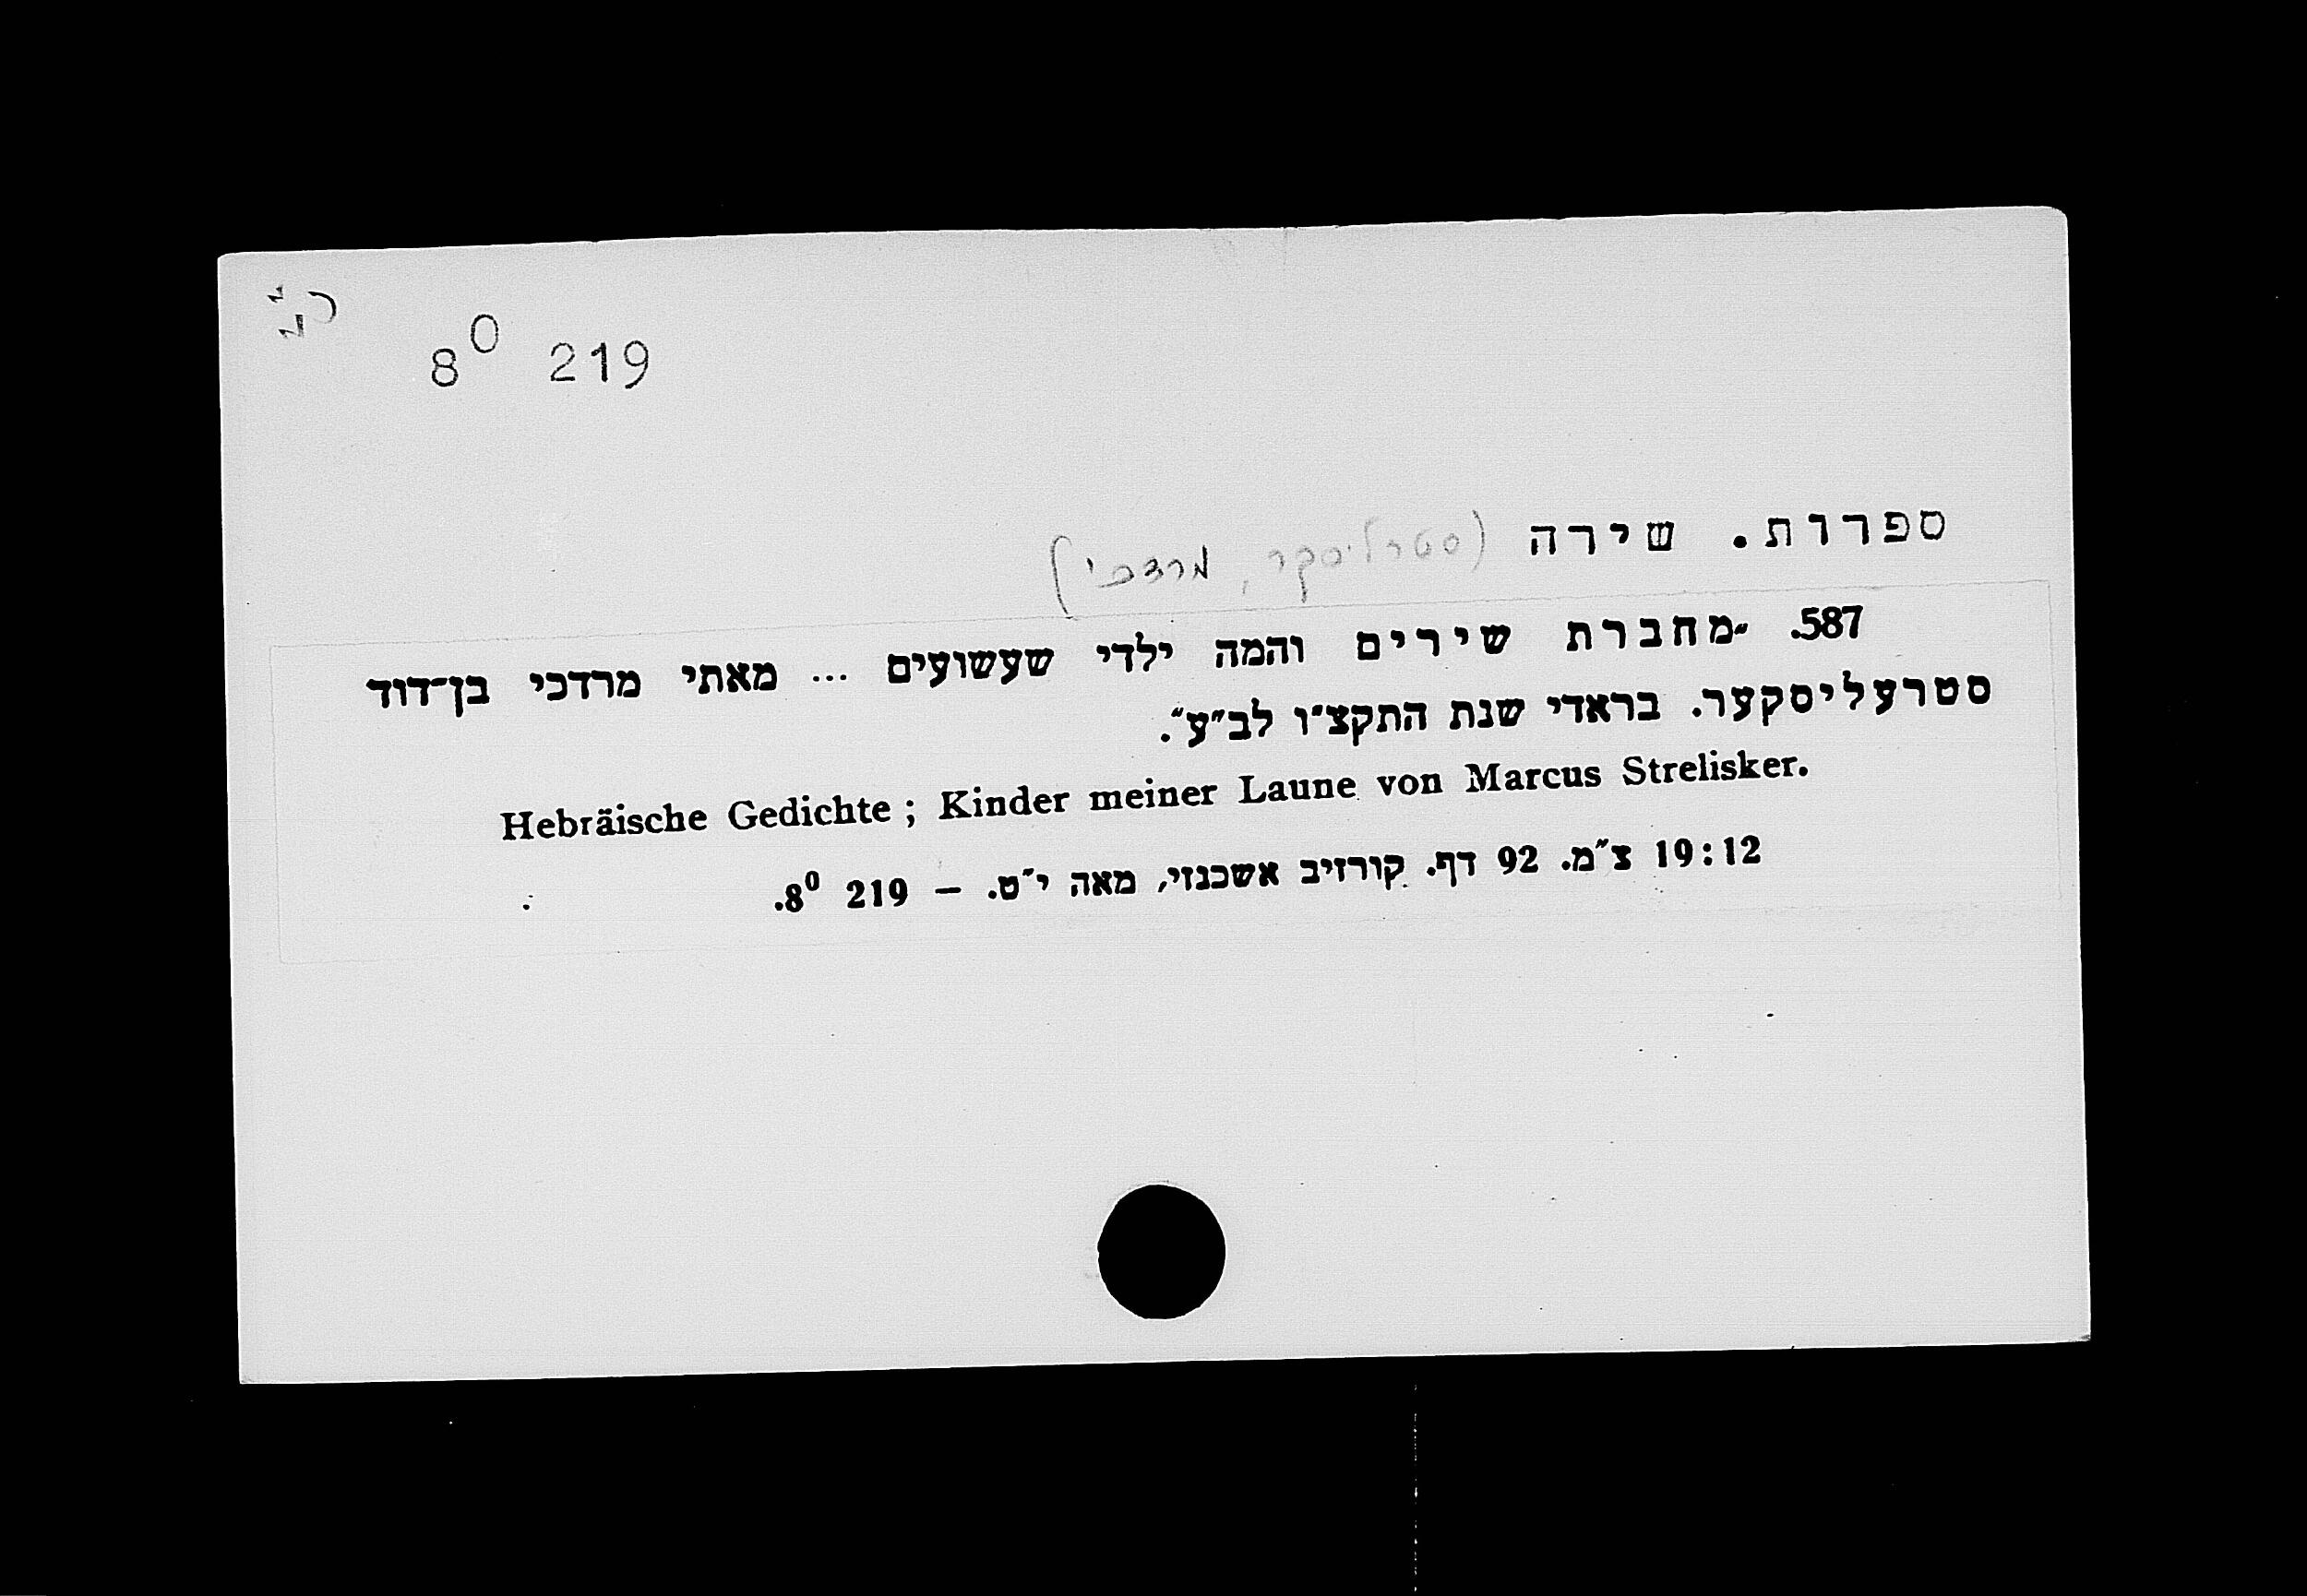 8⁰ 219
ספרות. שירה (סטרליסקר, מרדכי)
587. „מחברת שירים והמה ילדי שעשועים ... מאתי מרדכי בן־דוד
סטרעליסקער. בראדי שנת התקצ״ו לב״ע״.
Hebräische Gedichte ; Kinder meiner Laune von Marcus Strelisker.
19:12 צ״מ. 92 דף. קורזיב אשכנזי, מאה י״ט. – 219 8⁰.